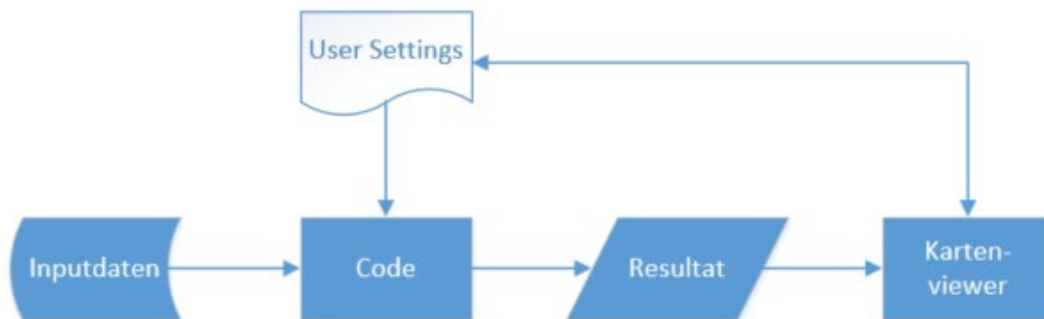 User Settings
Inputdaten
Code
Resultat
Karten-
viewer